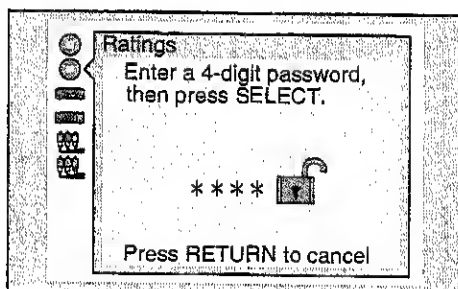 Ratings
Enter a 4-digit password,
then press SELECT.
****
Press RETURN to cancel